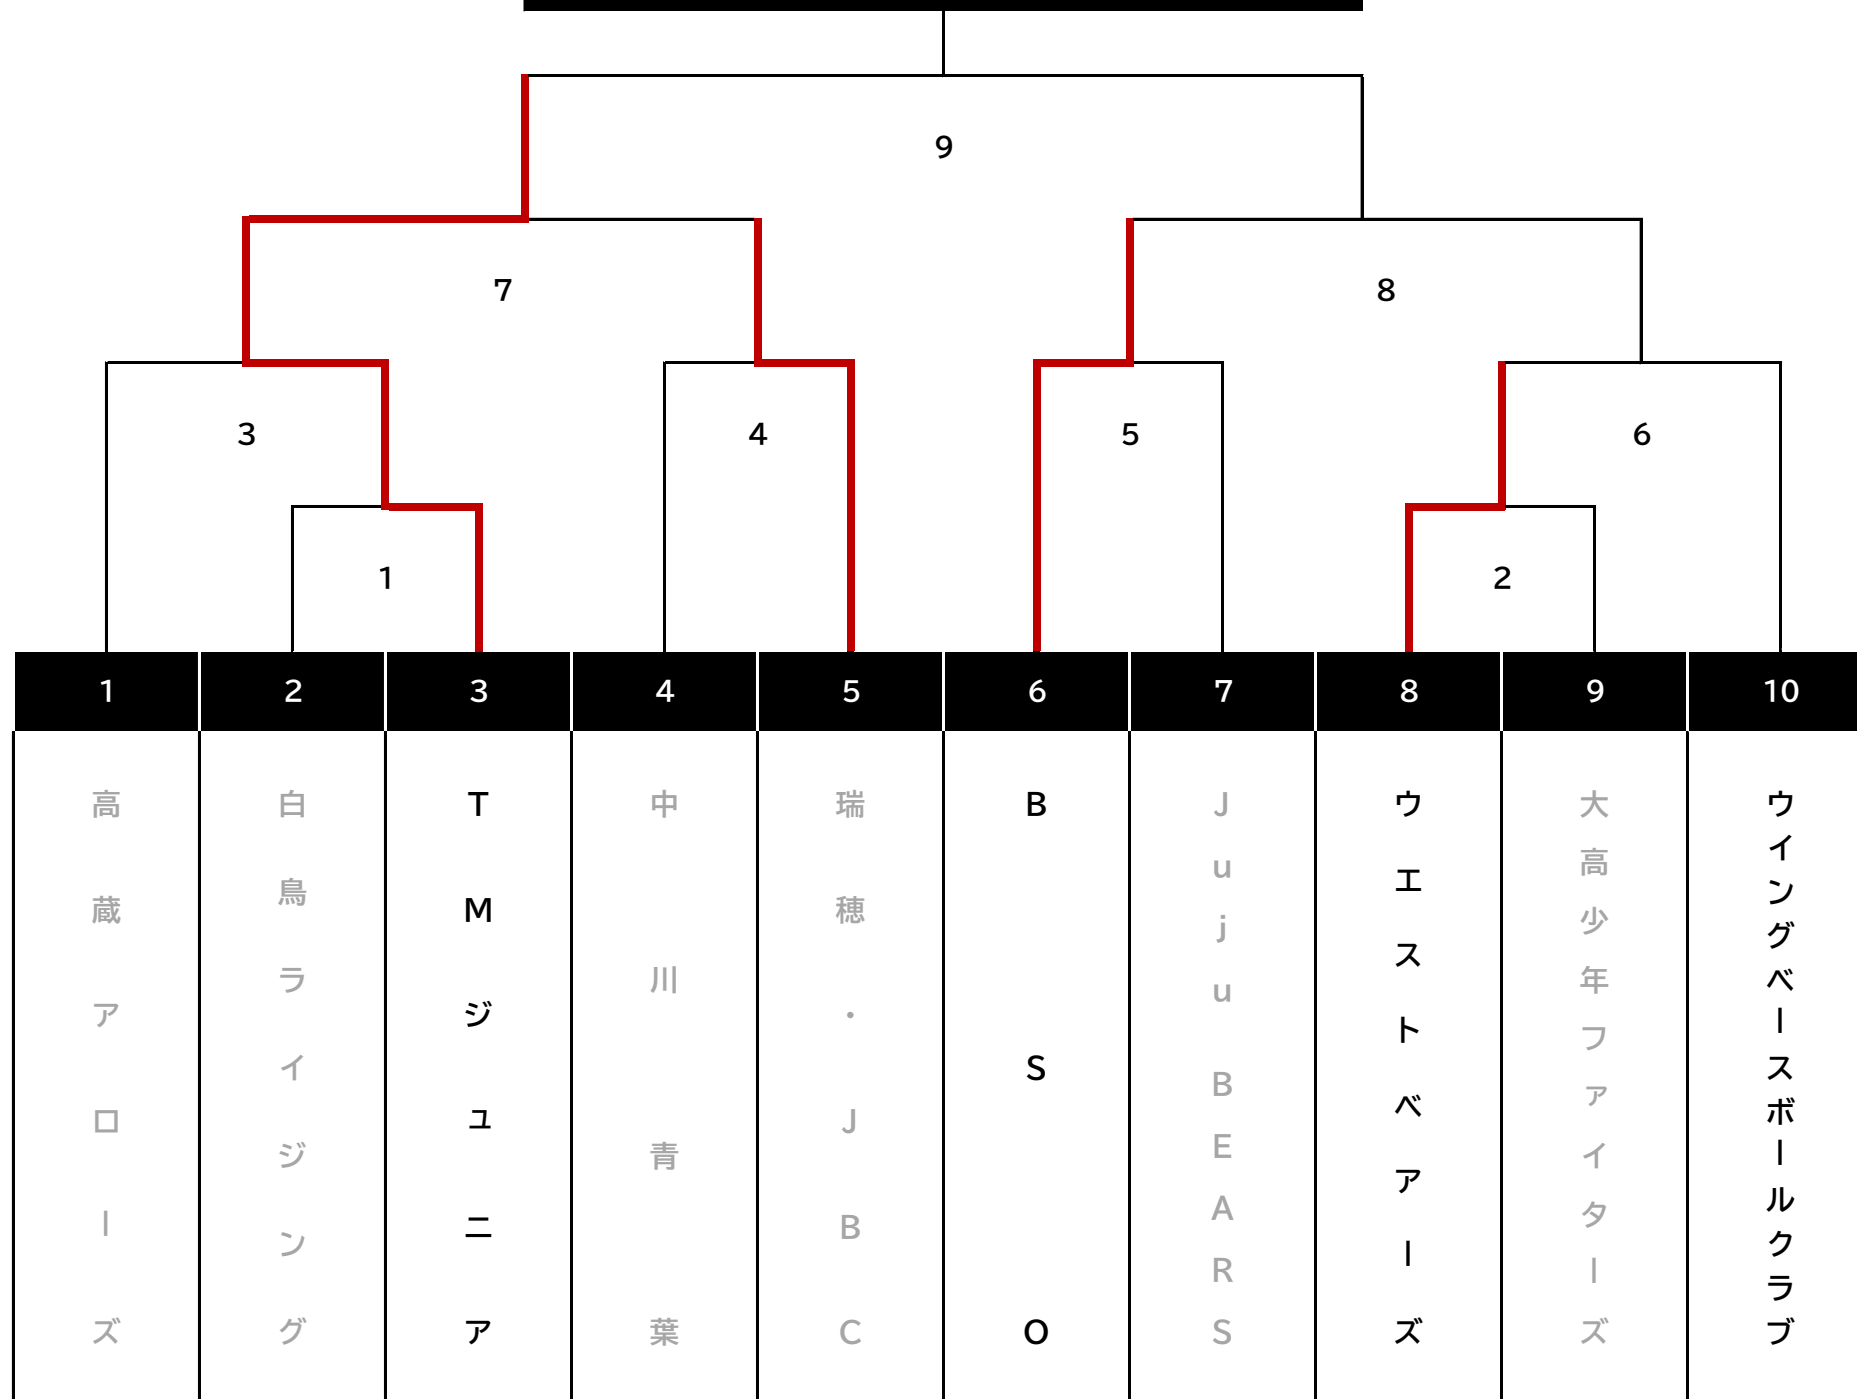 9
7
8
3
4
5
6
1
2
1
2
3
4
5
6
7
8
9
10
高蔵アローズ
白鳥ライジング
TMジュニア
中川青葉
瑞穂・JBC
BSO
Juju BEARS
ウエストベアーズ
大高少年ファイターズ
ウイングベースボールクラブ